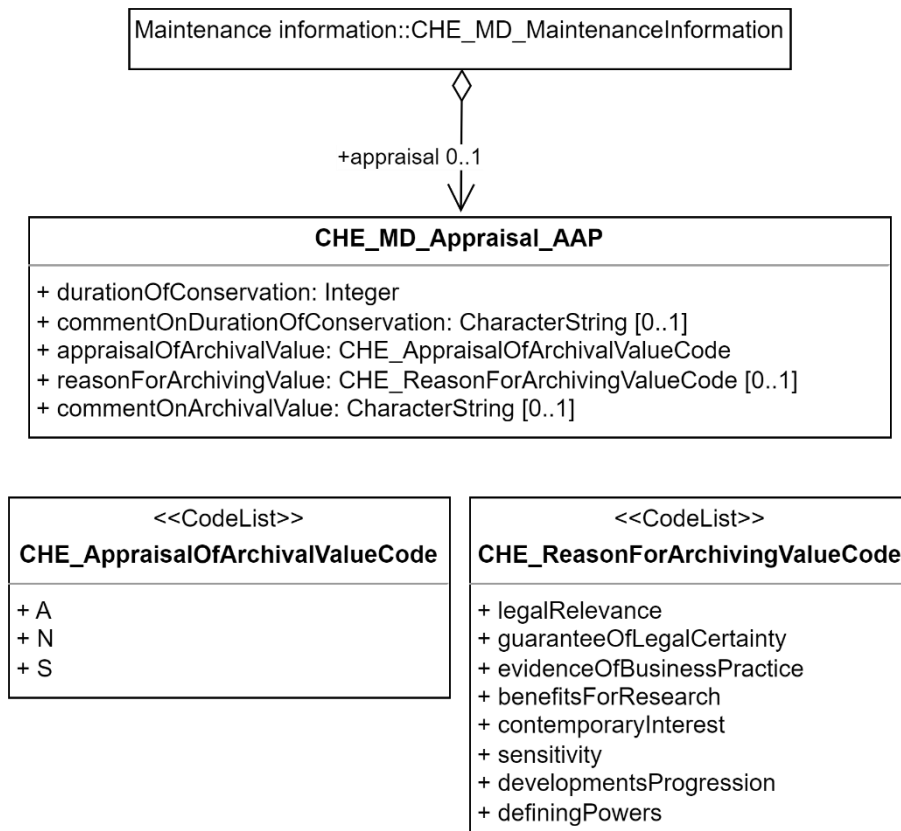 Maintenance information::CHE_MD_MaintenanceInformation
+appraisal 0..1
CHE_MD_Appraisal_AAP
+ durationOfConservation: Integer
+ commentOnDurationOfConservation: CharacterString [0..1]
+ appraisalOfArchivalValue: CHE_AppraisalOfArchivalValueCode
+ reasonForArchivingValue: CHE_ReasonForArchivingValueCode [0..1]
+ commentOnArchivalValue: CharacterString [0..1]
<<CodeList>>
CHE_AppraisalOfArchivalValueCode
+ A
+ N
+ S
<<CodeList>>
CHE_ReasonForArchivingValueCode
+ legalRelevance
+ guaranteeOfLegalCertainty
+ evidenceOfBusinessPractice
+ benefitsForResearch
+ contemporaryInterest
+ sensitivity
+ developmentsProgression
+ definingPowers